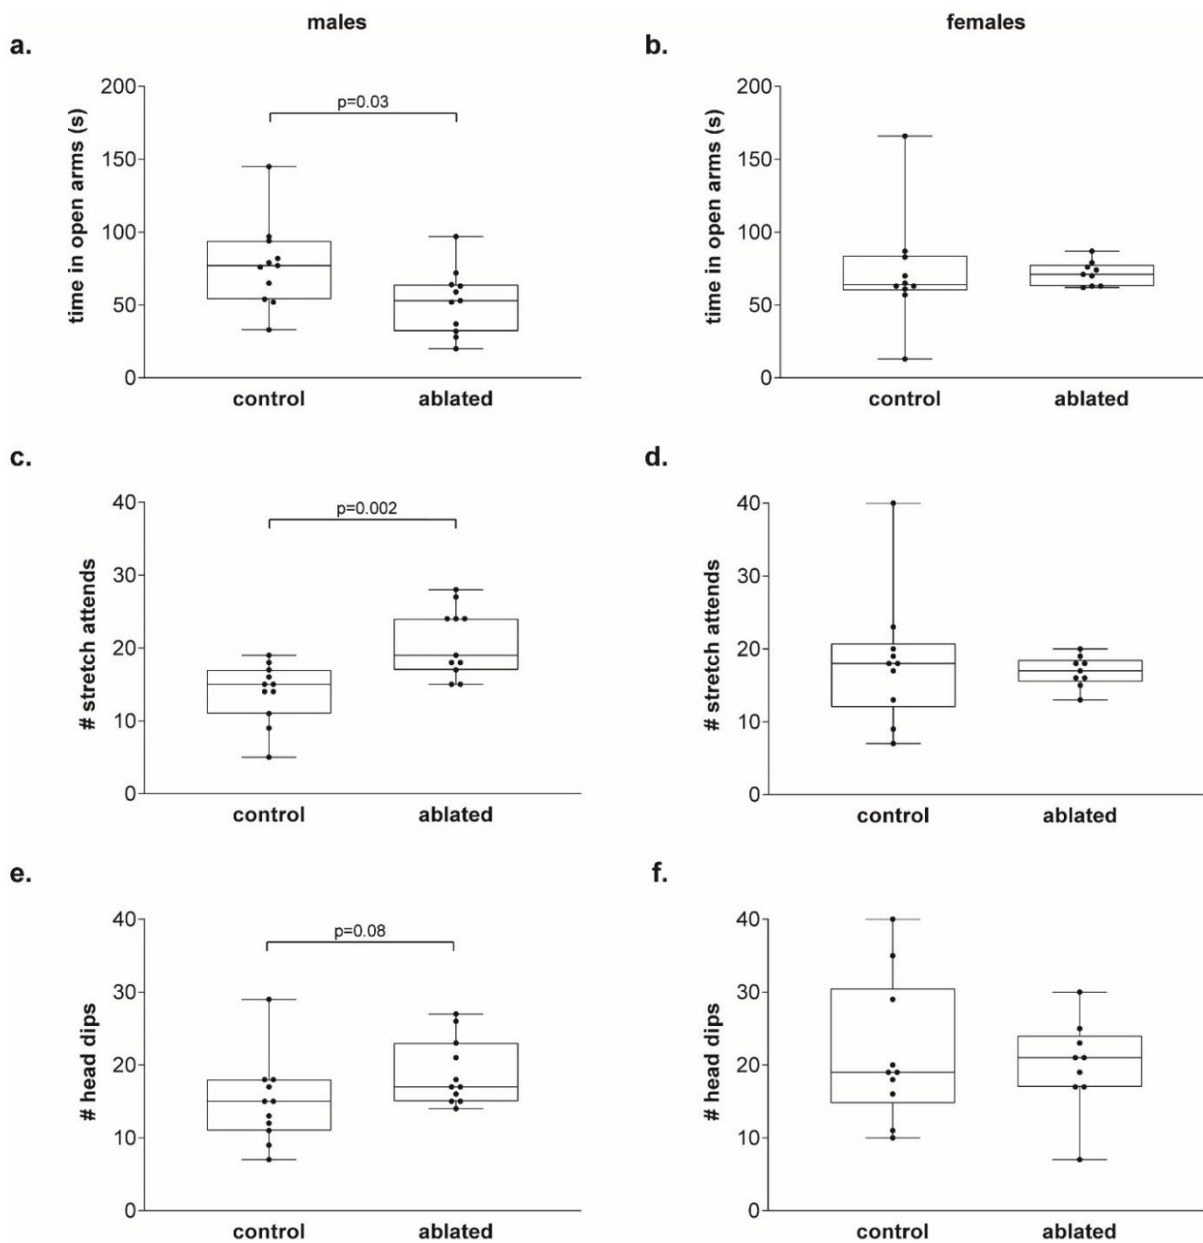 males
females
a.
time in open arms (s)
200
150
100
50
0
p=0.03
control
ablated
b.
time in open arms (s)
200
150
100
50
0
control
ablated
c.
# stretch attends
40
30
20
10
0
p=0.002
control
ablated
d.
# stretch attends
40
30
20
10
0
control
ablated
e.
# head dips
40
30
20
10
0
p=0.08
control
ablated
f.
# head dips
40
30
20
10
0
control
ablated